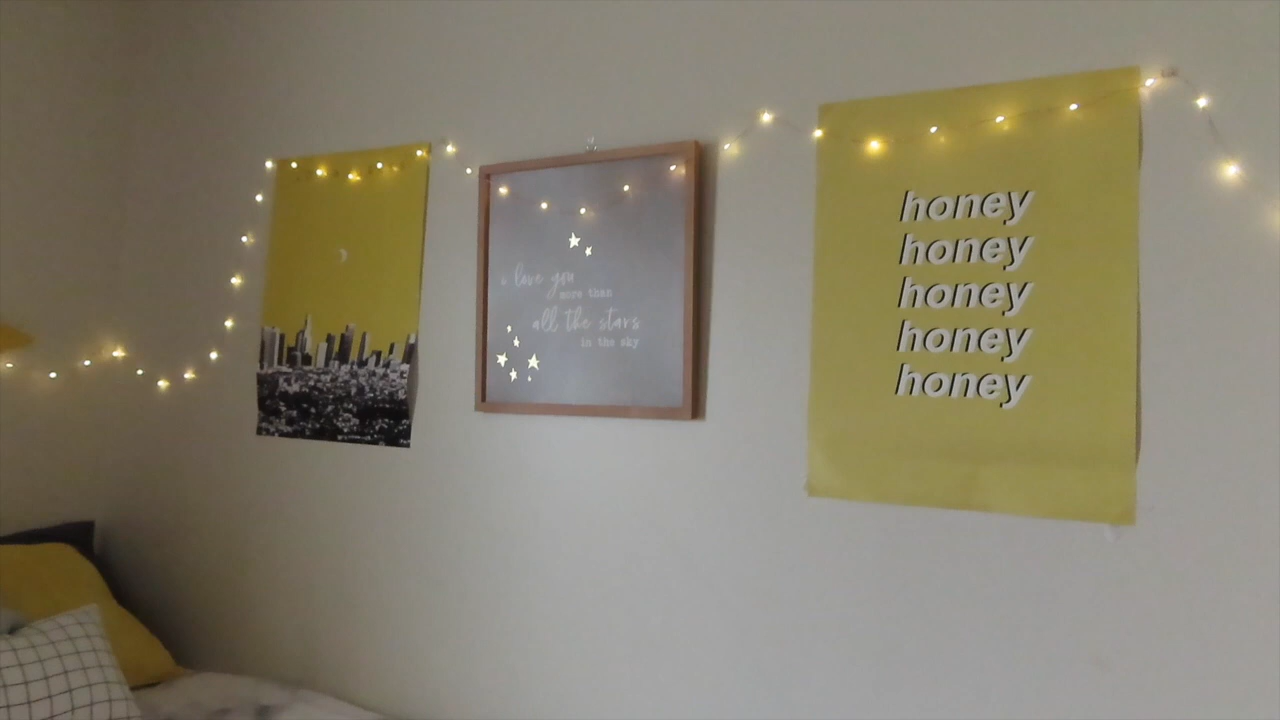 i love you
more than
all the stars
in the sky
honey
honey
honey
honey
honey